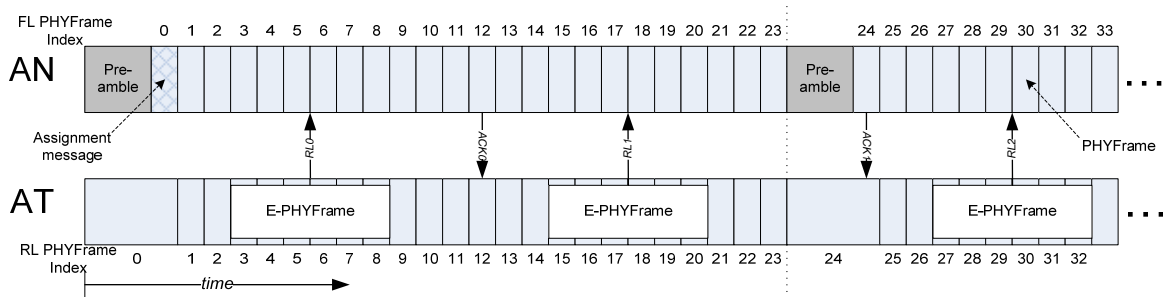 FL PHYFrame
Index
0 1 2 3 4 5 6 7 8 9 10 11 12 13 14 15 16 17 18 19 20 21 22 23 24 25 26 27 28 29 30 31 32 33
AN
Pre-
amble
Pre-
amble
...
Assignment
message
RL0
ACK0
RL1
ACK1
RL2
PHYFrame
AT
E-PHYFrame
E-PHYFrame
E-PHYFrame
...
RL PHYFrame
Index
0 1 2 3 4 5 6 7 8 9 10 11 12 13 14 15 16 17 18 19 20 21 22 23 24 25 26 27 28 29 30 31 32
time